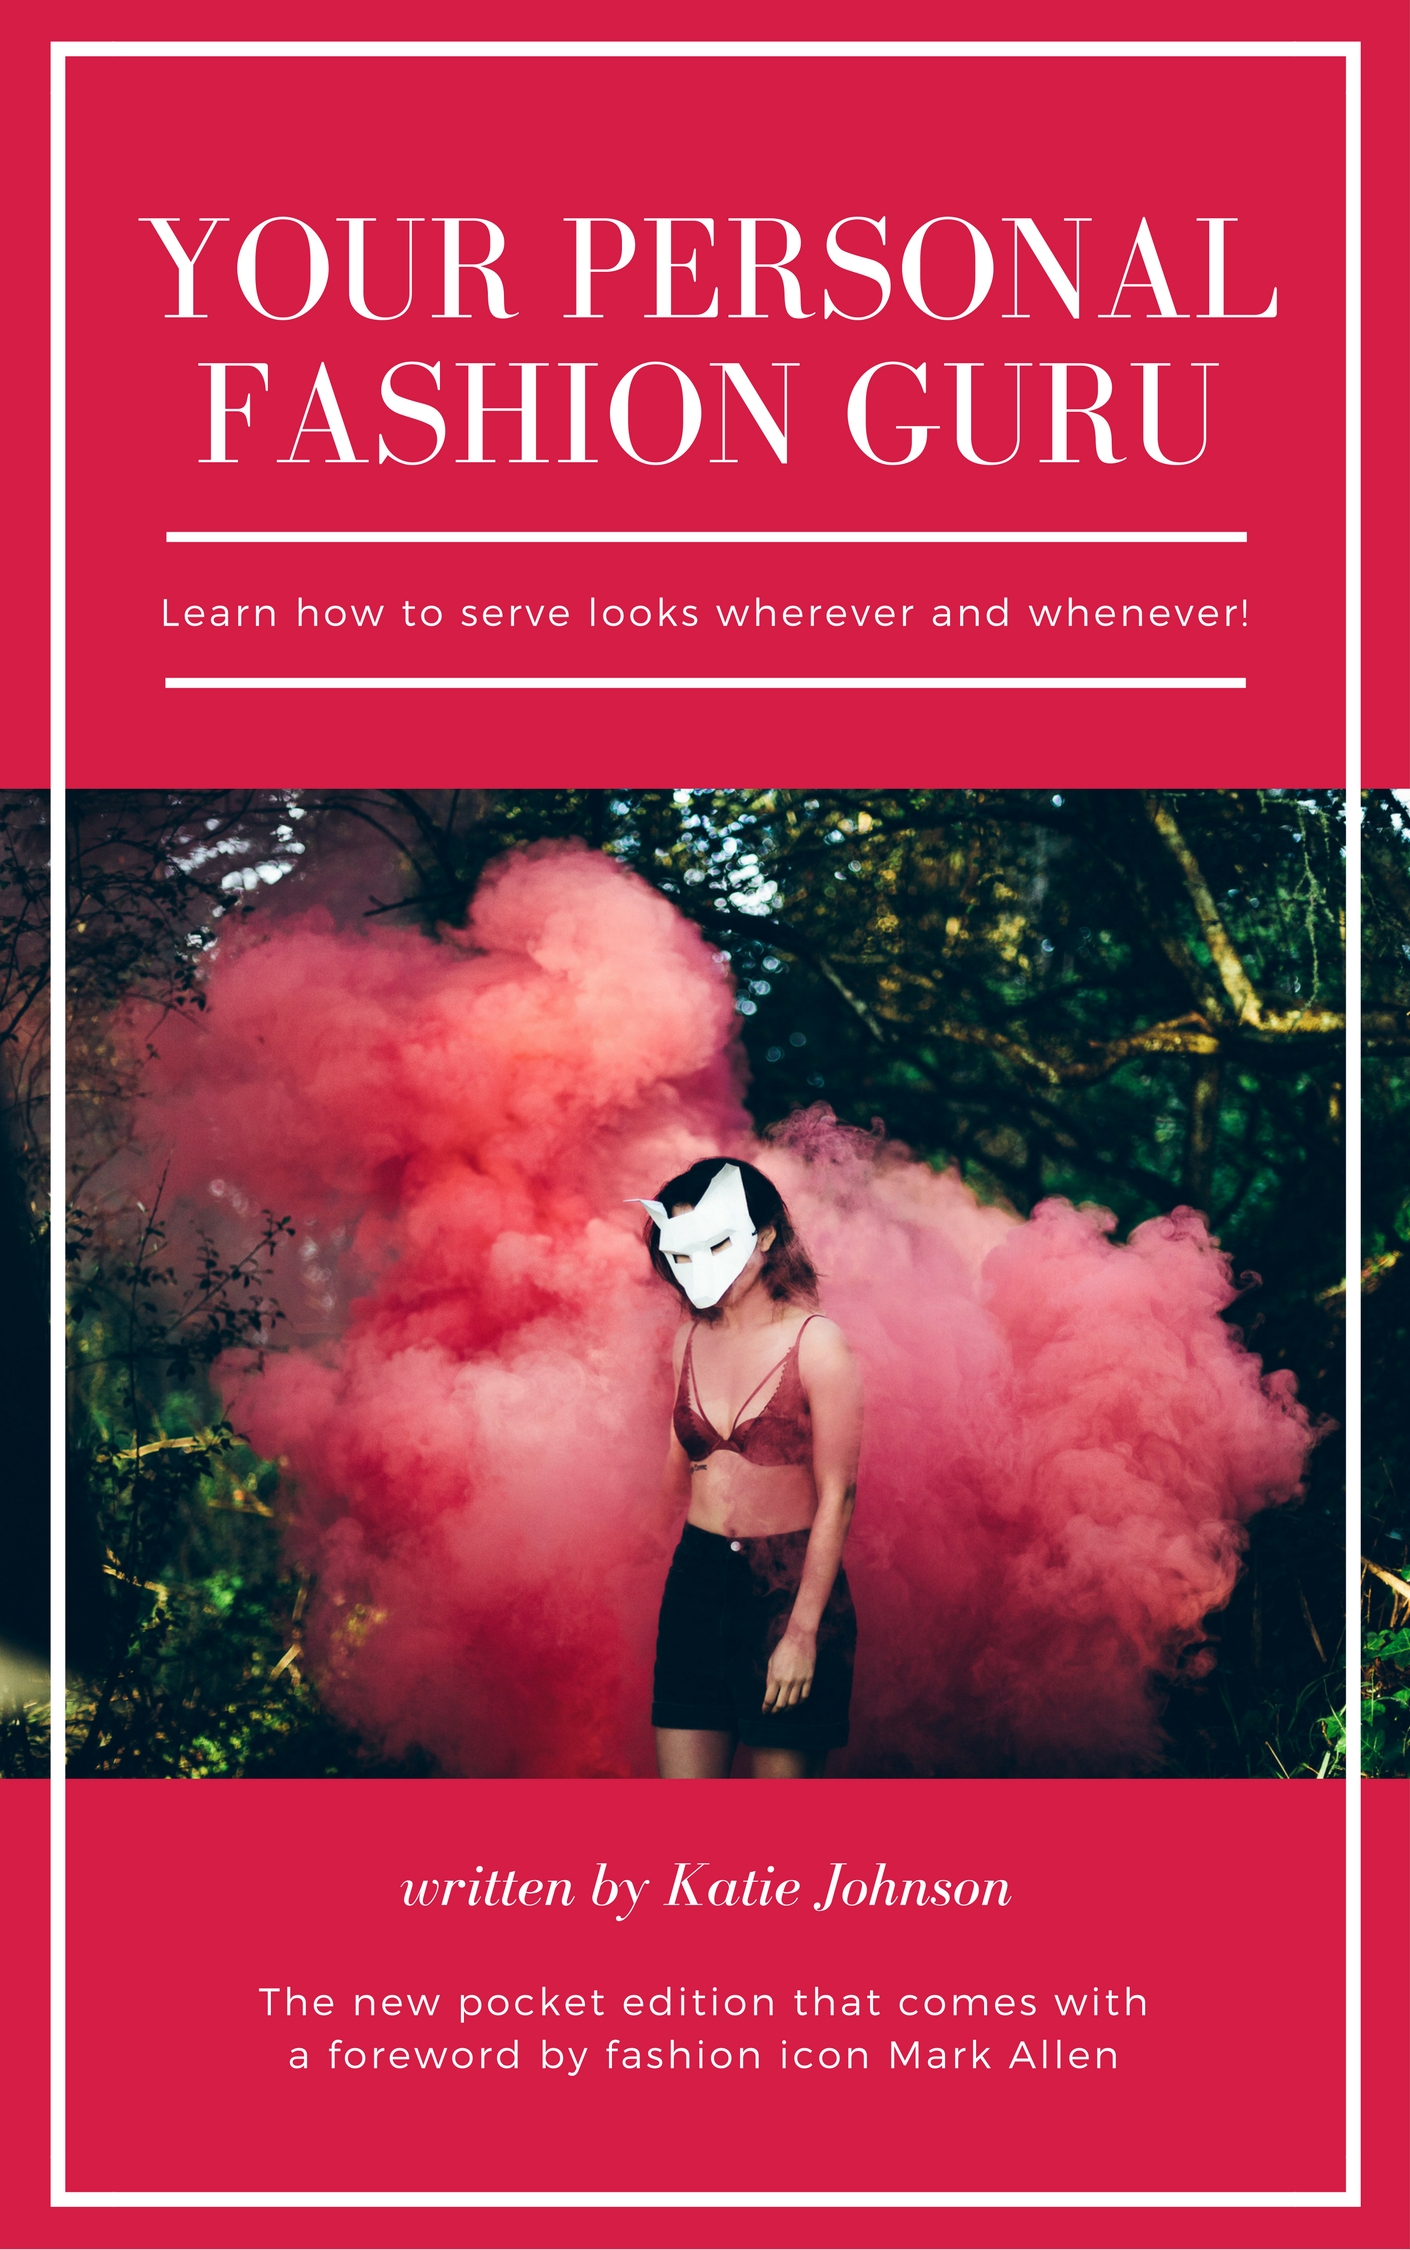 YOUR PERSONAL
FASHION GURU
Learn how to serve looks wherever and whenever!
written by Katie Johnson
The new pocket edition that comes with
a foreword by fashion icon Mark Allen